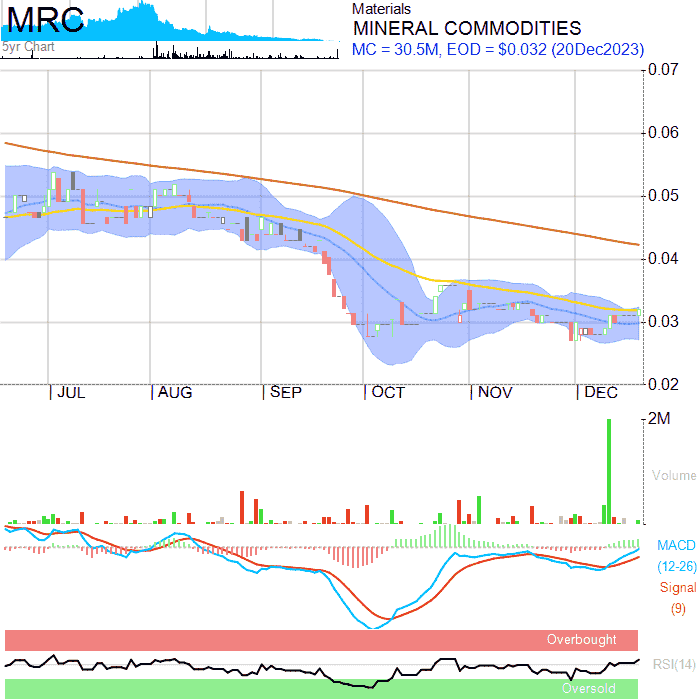 MRC
5yr Chart
Materials
MINERAL COMMODITIES
MC = 30.5M, EOD = $0.032 (20Dec2023)
0.07
0.06
0.05
0.04
0.03
0.02
JUL AUG SEP OCT NOV DEC
2M
Volume
MACD
(12-26)
Signal
(9)
Overbought
RSI(14)
Oversold